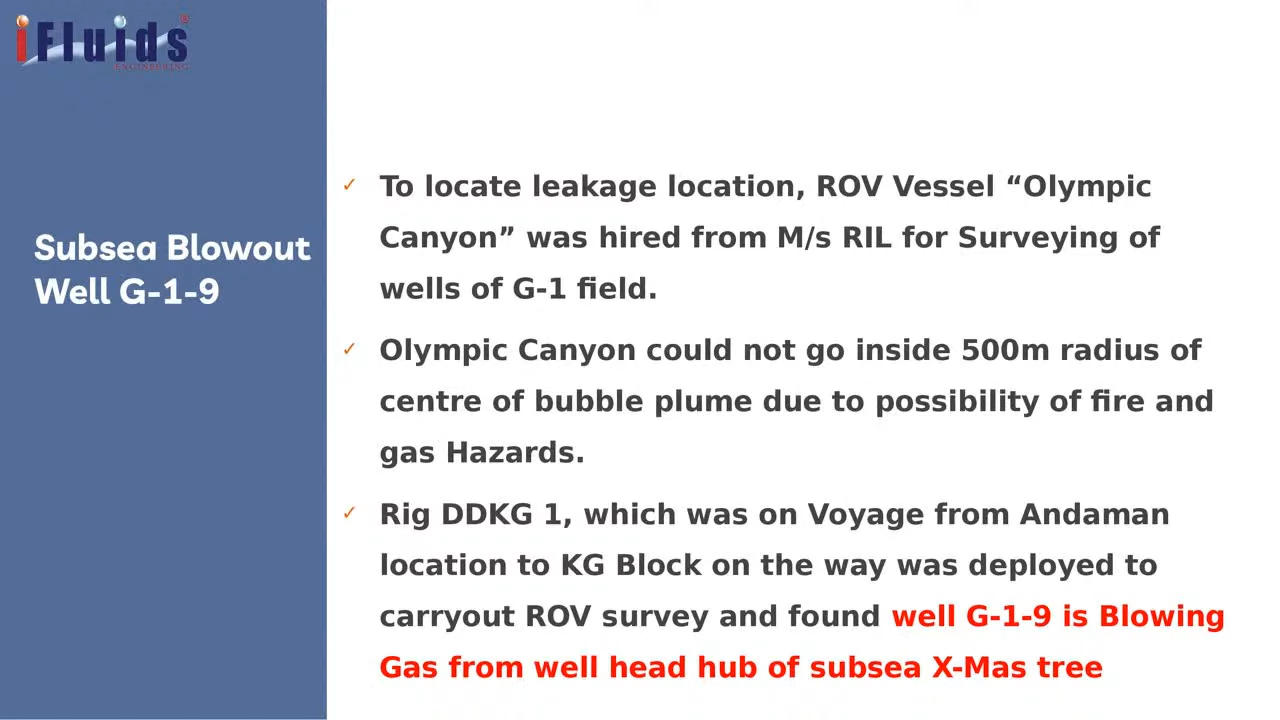 iFluids
ENGINEERING
Subsea Blowout
Well G-1-9
✓ To locate leakage location, ROV Vessel “Olympic
Canyon” was hired from M/s RIL for Surveying of
wells of G-1 field.
✓ Olympic Canyon could not go inside 500m radius of
centre of bubble plume due to possibility of fire and
gas Hazards.
✓ Rig DDKG 1, which was on Voyage from Andaman
location to KG Block on the way was deployed to
carryout ROV survey and found well G-1-9 is Blowing
Gas from well head hub of subsea X-Mas tree